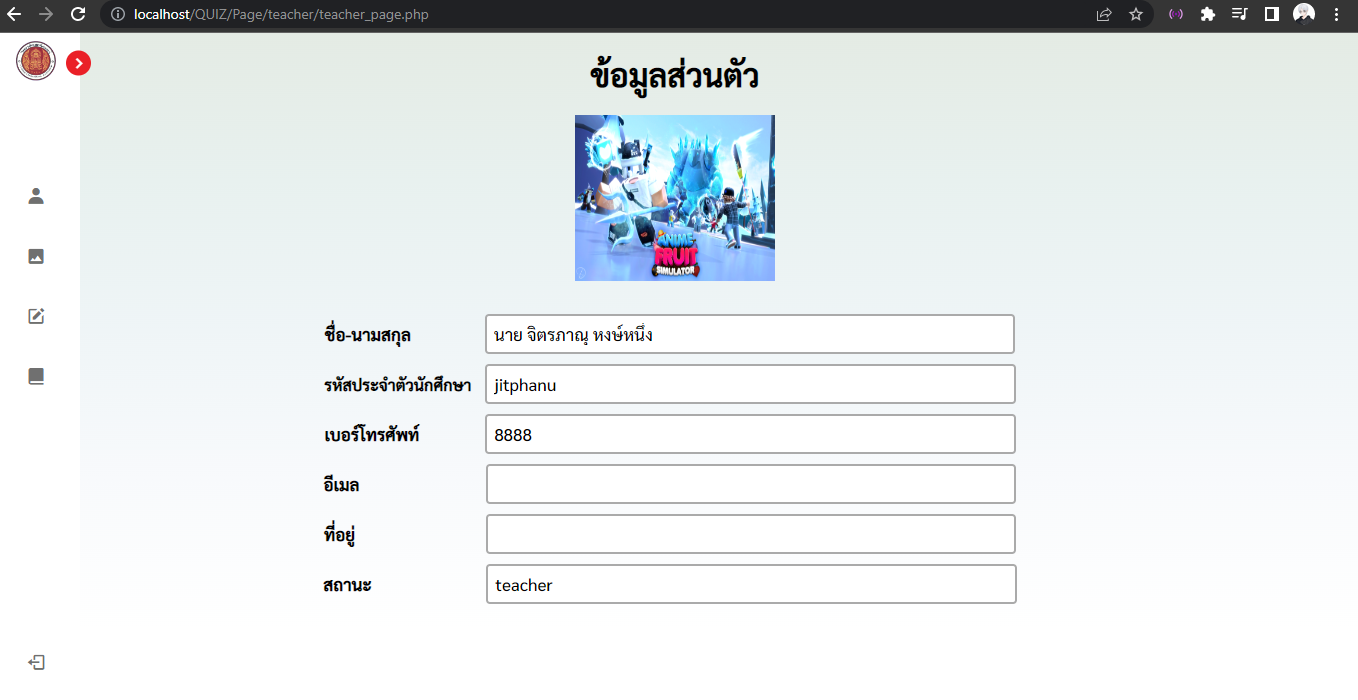 localhost/QUIZ/Page/teacher/teacher_page.php
ข้อมูลส่วนตัว
ANIME
FRUIT
SIMULATOR
ชื่อ-นามสกุล นาย จิตรภาณุ หงษ์หนึ่ง
รหัสประจำตัวนักศึกษา jitphanu
เบอร์โทรศัพท์ 8888
อีเมล
ที่อยู่
สถานะ teacher